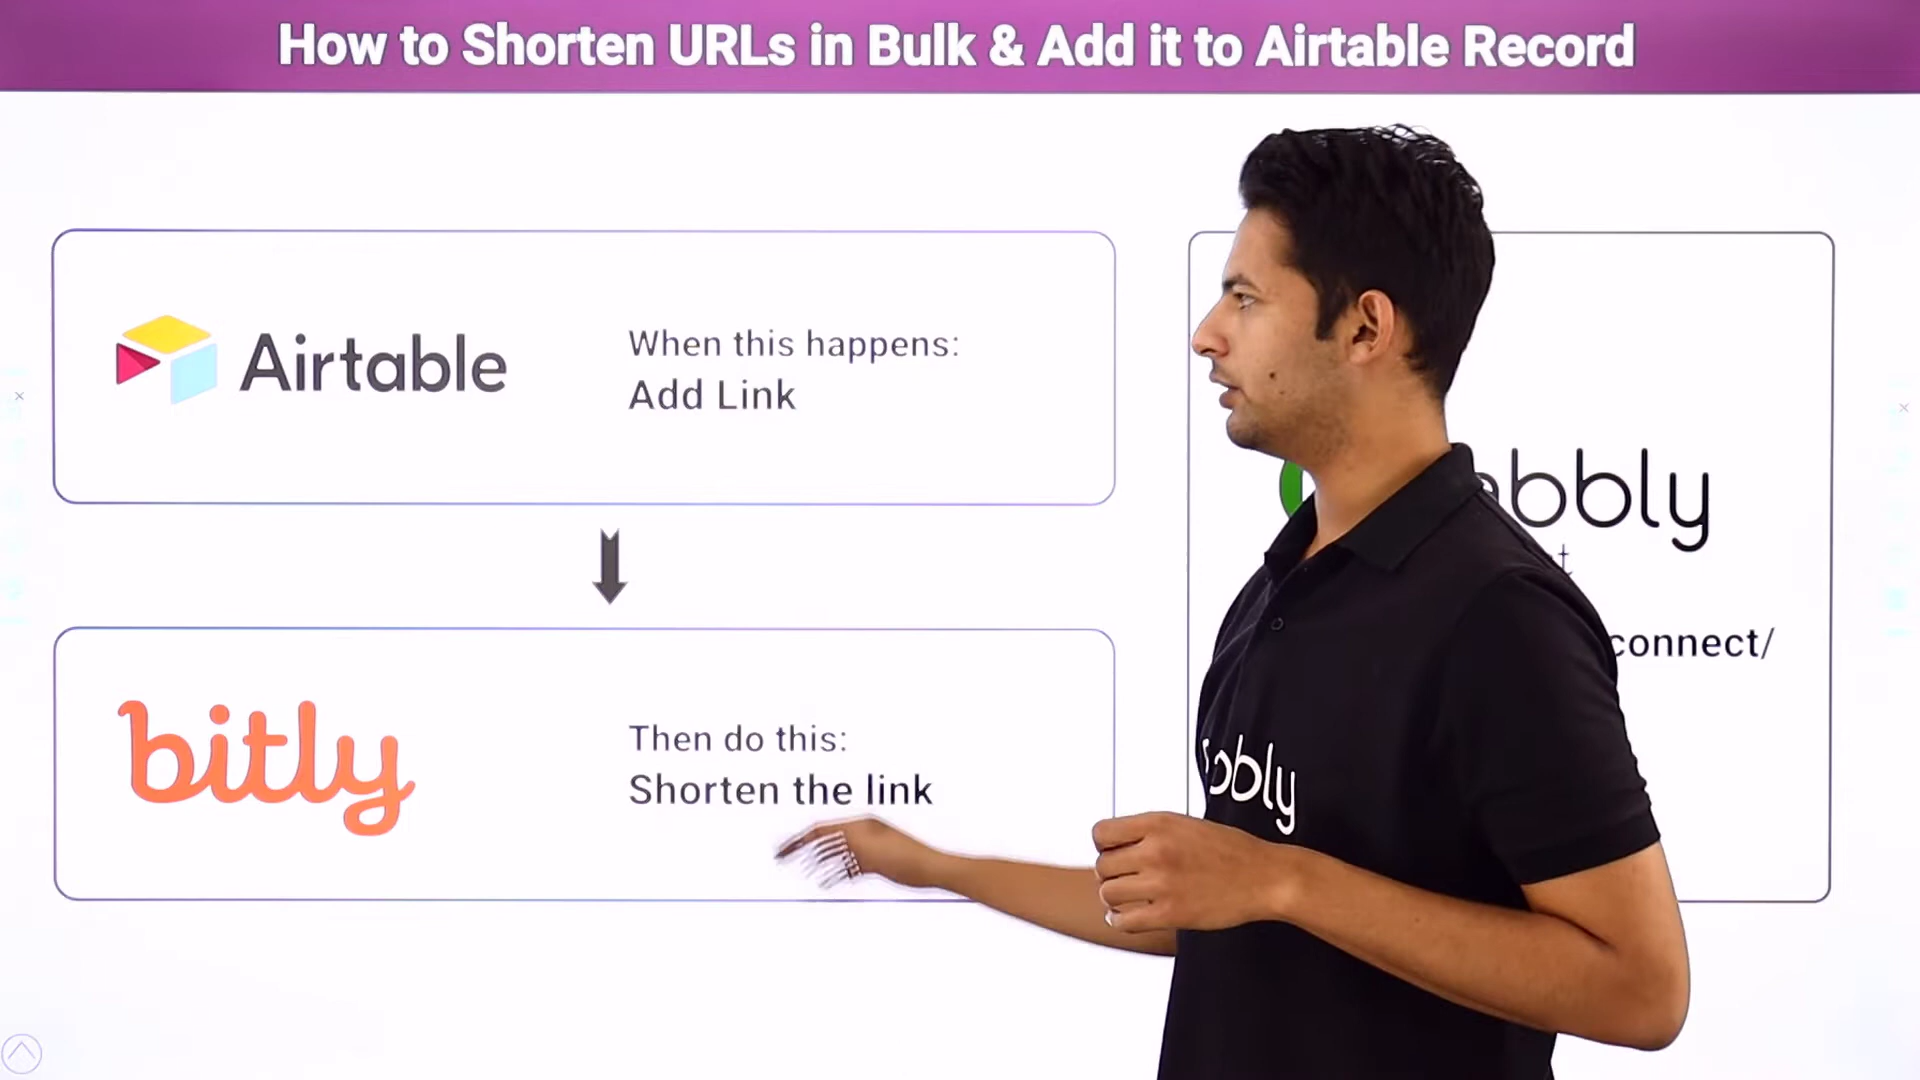 How to Shorten URLs in Bulk & Add it to Airtable Record
Airtable
When this happens:
Add Link
bitly
Then do this:
Shorten the link
bbly
connect/
bbly